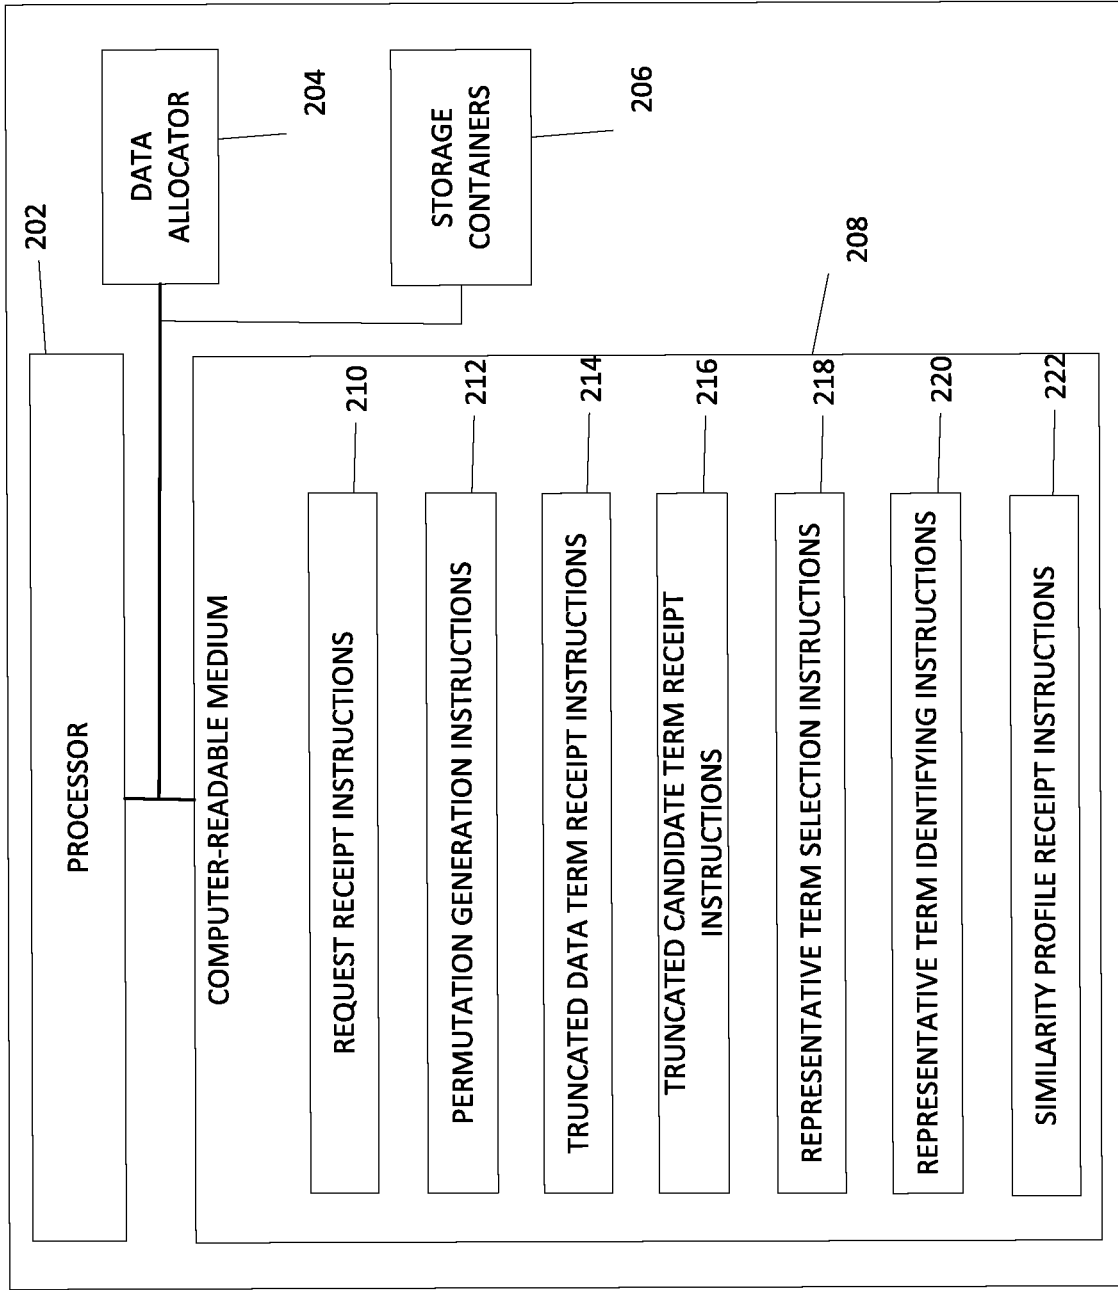 PROCESSOR
202
DATA
ALLOCATOR
204
STORAGE
CONTAINERS
206
COMPUTER-READABLE MEDIUM
208
REQUEST RECEIPT INSTRUCTIONS
210
PERMUTATION GENERATION INSTRUCTIONS
212
TRUNCATED DATA TERM RECEIPT INSTRUCTIONS
214
TRUNCATED CANDIDATE TERM RECEIPT
INSTRUCTIONS
216
REPRESENTATIVE TERM SELECTION INSTRUCTIONS
218
REPRESENTATIVE TERM IDENTIFYING INSTRUCTIONS
220
SIMILARITY PROFILE RECEIPT INSTRUCTIONS
222